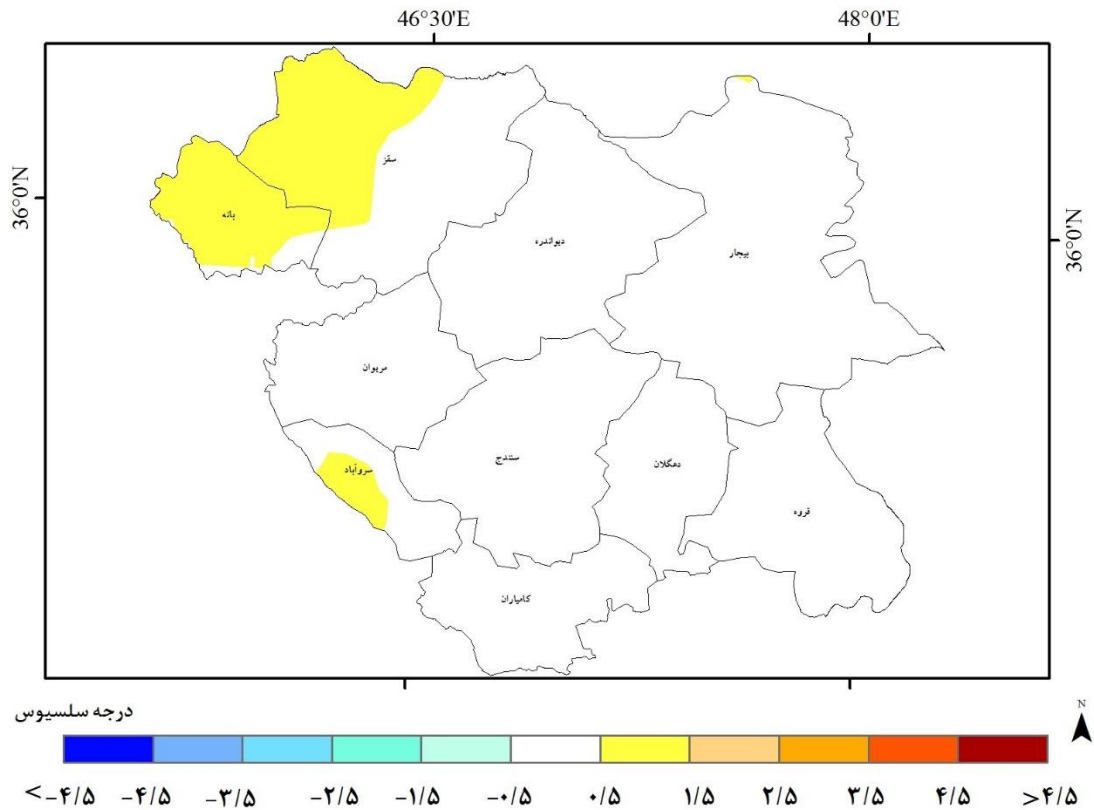 46°30'E
48°0'E
36°0'N
36°0'N
سقز
بانه
دیواندره
بیجار
مریوان
سروآباد
سنندج
دهگلان
قروه
کامیاران
درجه سلسیوس
N
<-۴/۵
-۴/۵
-۳/۵
-۲/۵
-۱/۵
-۰/۵
۰/۵
۱/۵
۲/۵
۳/۵
۴/۵
>۴/۵